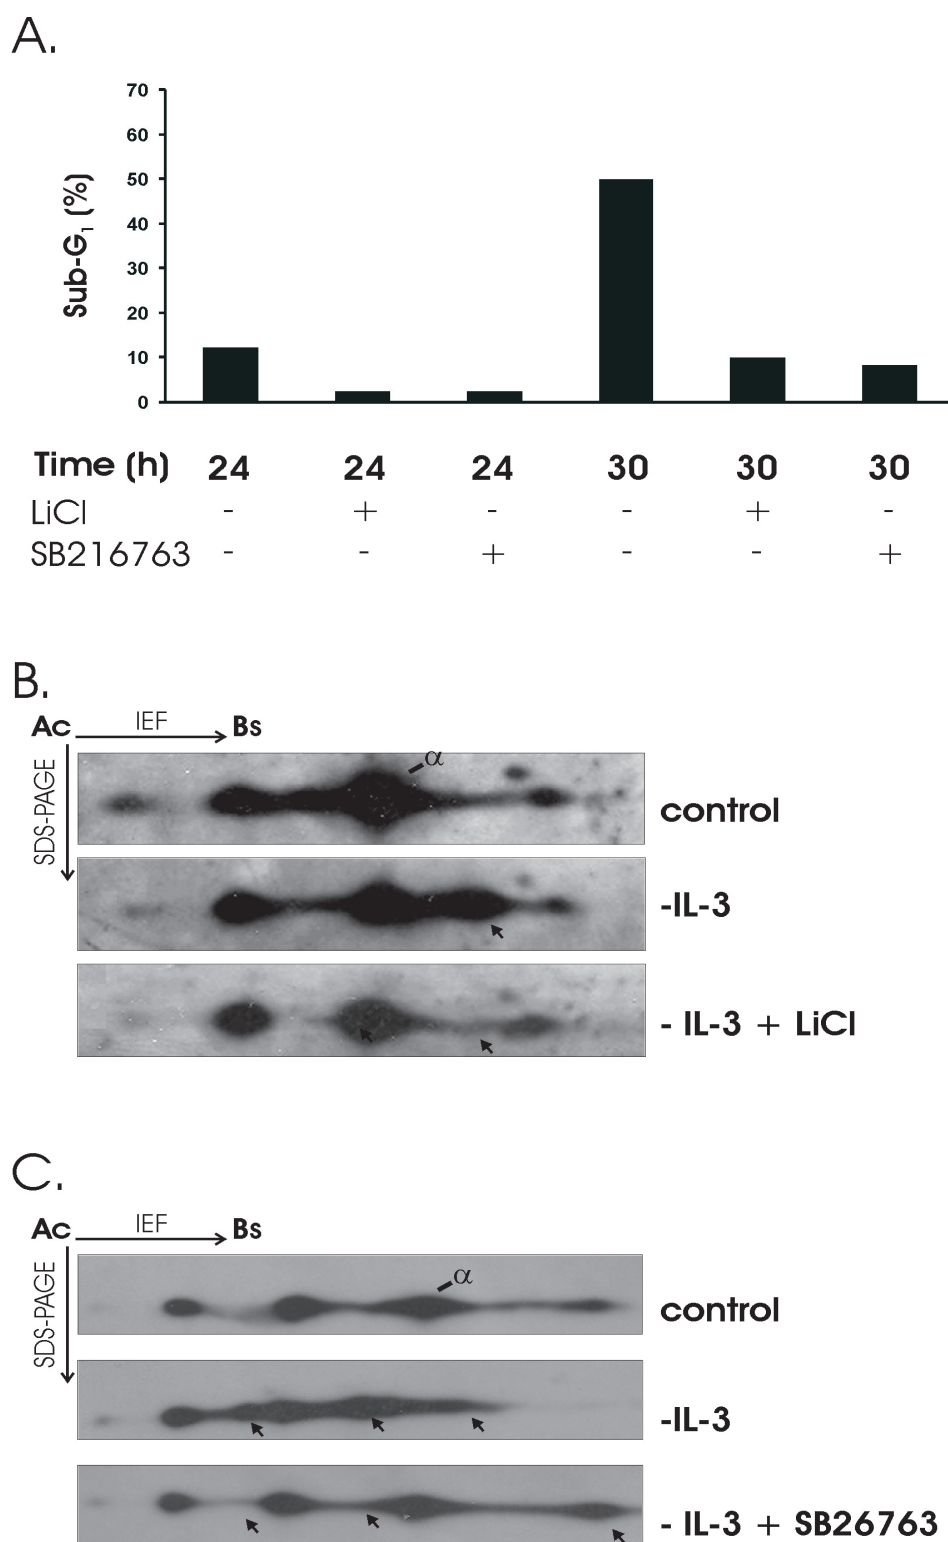 A.
70
60
50
40
30
20
10
0
Sub-G₁ (%)
Time (h) 24 24 24 30 30 30
LiCl - + - - + -
SB216763 - - + - - +
B.
Ac IEF Bs
SDS-PAGE
α
control
-IL-3
- IL-3 + LiCl
C.
Ac IEF Bs
SDS-PAGE
α
control
-IL-3
- IL-3 + SB26763